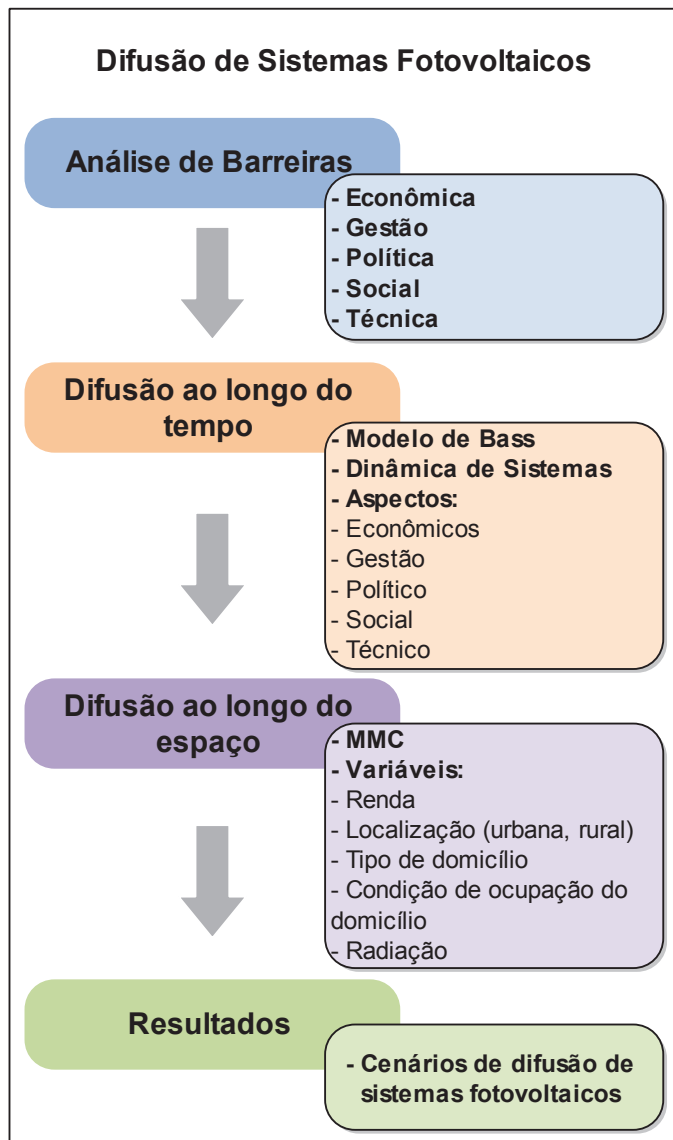 Difusão de Sistemas Fotovoltaicos
Análise de Barreiras
- Econômica
- Gestão
- Política
- Social
- Técnica
Difusão ao longo do
tempo
- Modelo de Bass
- Dinâmica de Sistemas
- Aspectos:
- Econômicos
- Gestão
- Político
- Social
- Técnico
Difusão ao longo do
espaço
- MMC
- Variáveis:
- Renda
- Localização (urbana, rural)
- Tipo de domicílio
- Condição de ocupação do
domicílio
- Radiação
Resultados
- Cenários de difusão de
sistemas fotovoltaicos